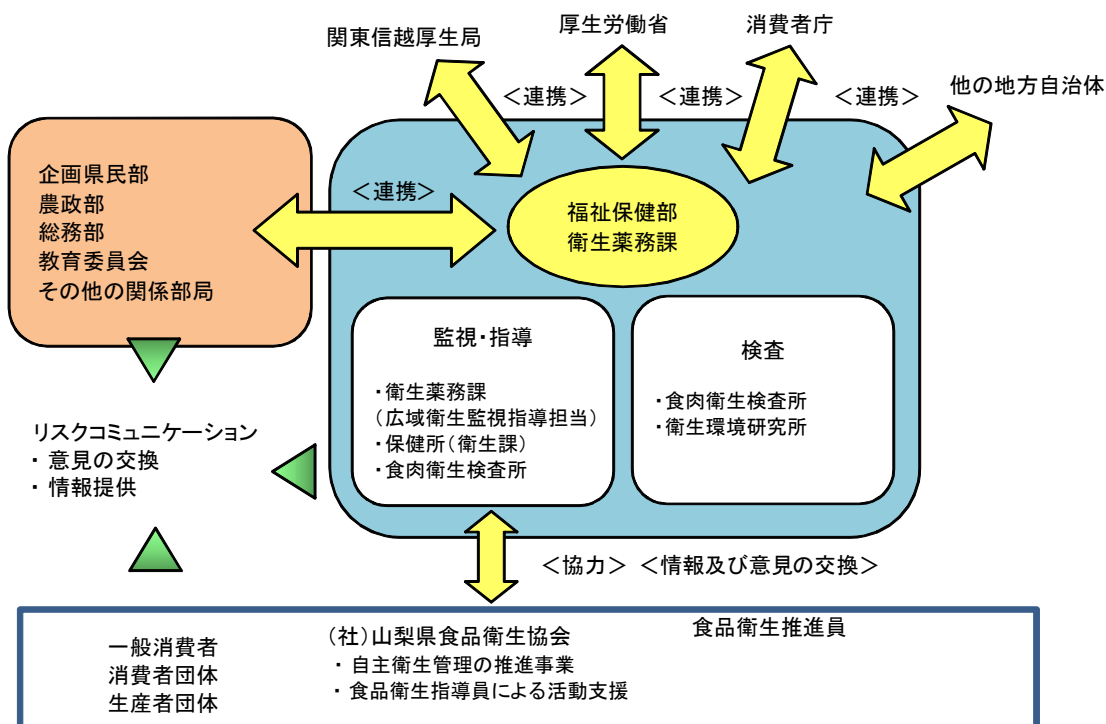 関東信越厚生局
厚生労働省
消費者庁
他の地方自治体
＜連携＞
＜連携＞
＜連携＞
企画県民部
農政部
総務部
教育委員会
その他の関係部局
＜連携＞
福祉保健部
衛生薬務課
監視・指導
・衛生薬務課
（広域衛生監視指導担当）
・保健所（衛生課）
・食肉衛生検査所
検査
・食肉衛生検査所
・衛生環境研究所
リスクコミュニケーション
・ 意見の交換
・ 情報提供
＜協力＞ ＜情報及び意見の交換＞
一般消費者
消費者団体
生産者団体
（社）山梨県食品衛生協会
・ 自主衛生管理の推進事業
・ 食品衛生指導員による活動支援
食品衛生推進員